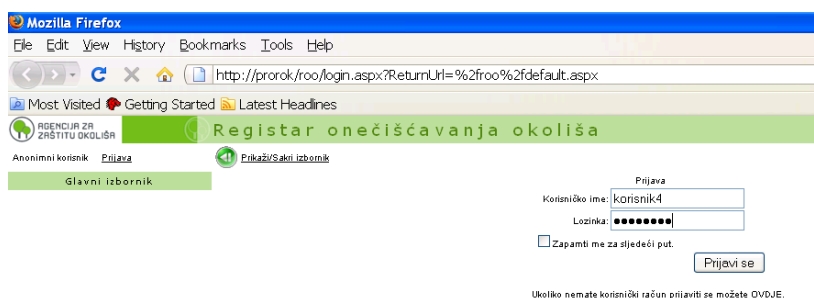 Mozilla Firefox
File Edit View History Bookmarks Tools Help
http://prorok/roo/login.aspx?ReturnUrl=%2froo%2fdefault.aspx
Most Visited Getting Started Latest Headlines
AGENCIJA ZA
ZAŠTITU OKOLIŠA
Registar onečišćavanja okoliša
Anonimni korisnik Prijava Prikaži/Sakri izbornik
Glavni izbornik
Prijava
Korisničko ime: korisnik4
Lozinka: ●●●●●●●●
Zapamti me za sljedeći put.
Prijavi se
Ukoliko nemate korisnički račun prijaviti se možete OVDJE.